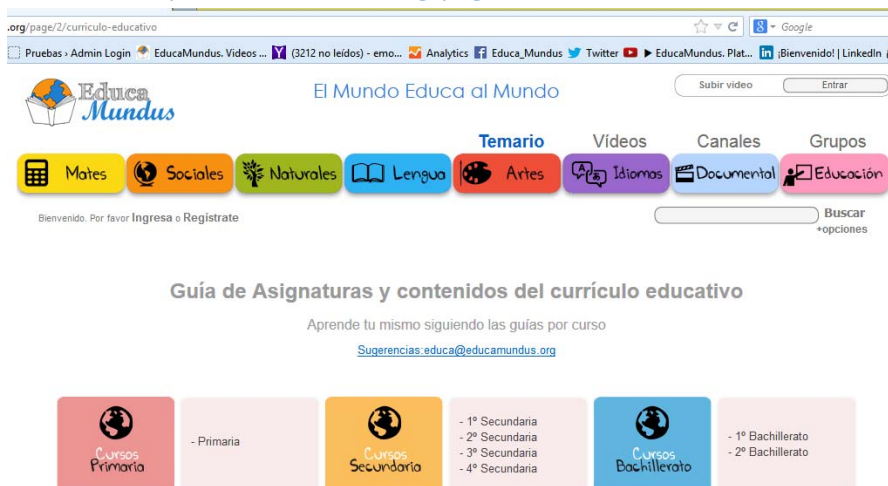 .org/page/2/curriculo-educativo
Google
Pruebas › Admin Login EducaMundus. Videos ... (3212 no leídos) - emo... Analytics Educa_Mundus Twitter ▶ EducaMundus. Plat... ¡Bienvenido! | LinkedIn
Educa
Mundus
El Mundo Educa al Mundo
Subir video
Entrar
Temario Vídeos Canales Grupos
Mates Sociales Naturales Lengua Artes Idiomas Documental Educación
Bienvenido. Por favor Ingresa o Regístrate
Buscar
+opciones
Guía de Asignaturas y contenidos del currículo educativo
Aprende tu mismo siguiendo las guías por curso
Sugerencias:educa@educamundus.org
Cursos
Primaria
- Primaria
Cursos
Secundaria
- 1º Secundaria
- 2º Secundaria
- 3º Secundaria
- 4º Secundaria
Cursos
Bachillerato
- 1º Bachillerato
- 2º Bachillerato